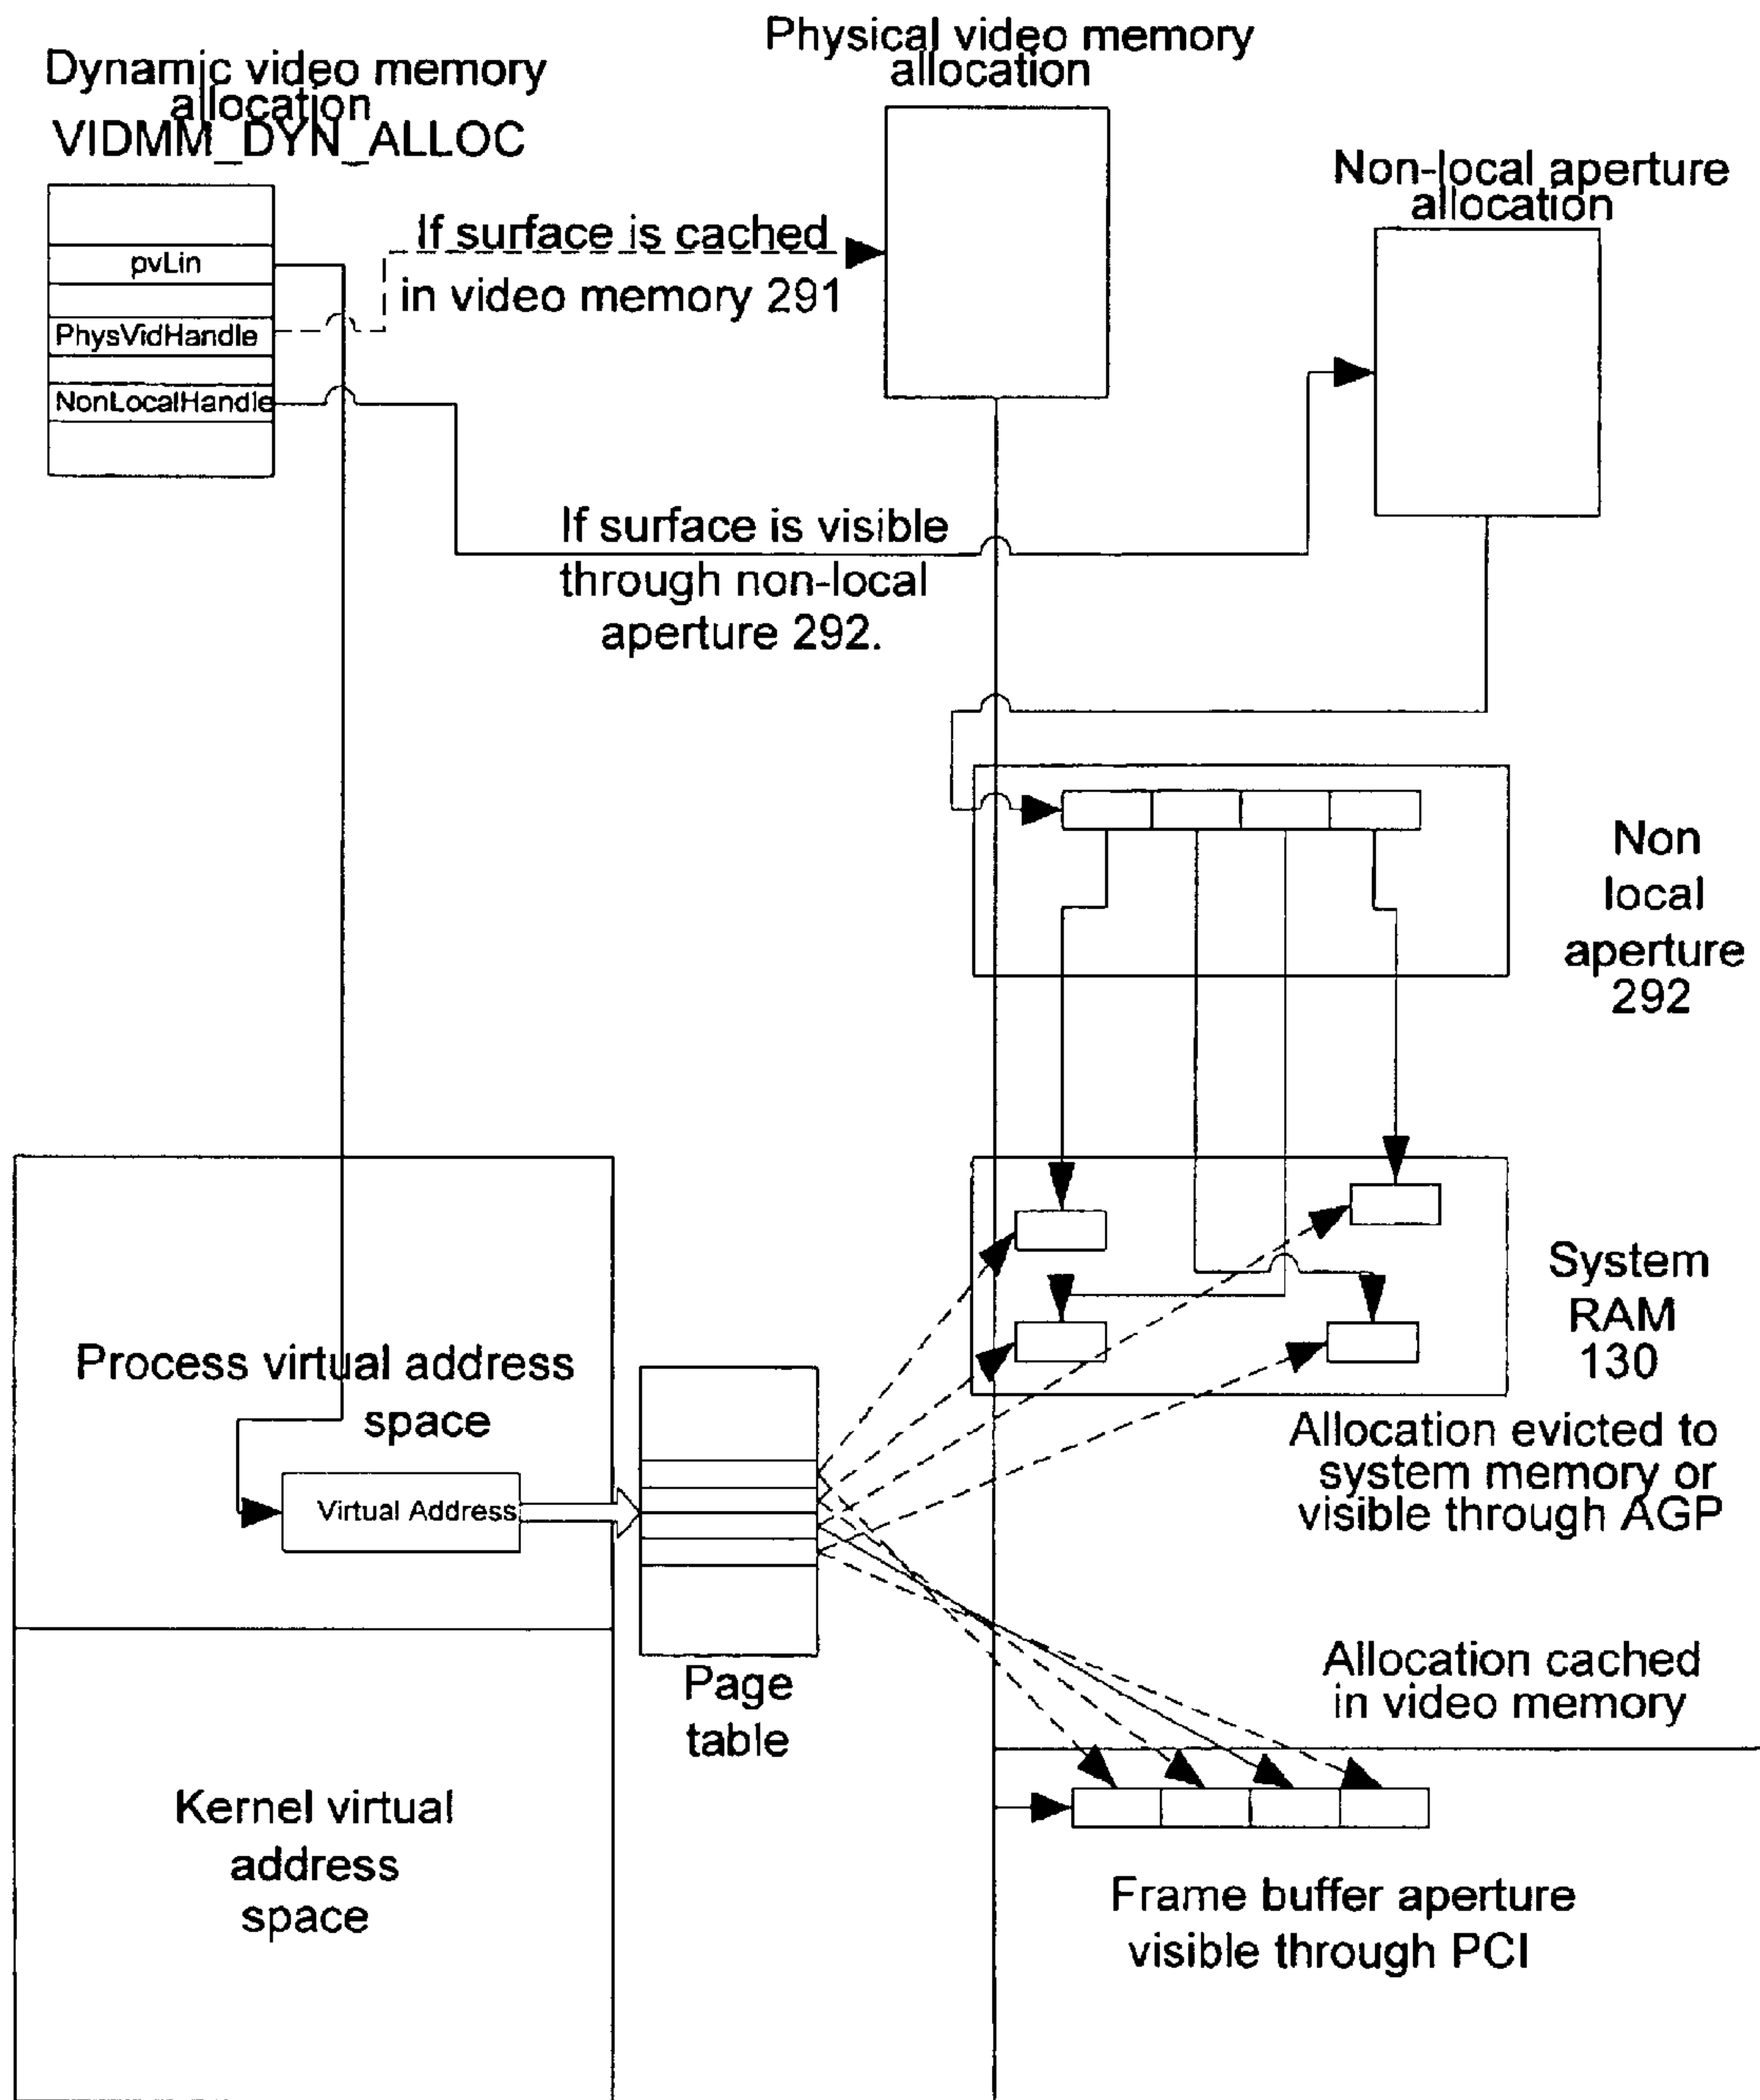 Physical video memory
allocation
Dynamic video memory
allocation
VIDMM_DYN_ALLOC
Non-local aperture
allocation
pvLin
PhysVidHandle
NonLocalHandle
If surface is cached
in video memory 291
If surface is visible
through non-local
aperture 292.
Non
local
aperture
292
System
RAM
130
Process virtual address
space
Virtual Address
Allocation evicted to
system memory or
visible through AGP
Page
table
Allocation cached
in video memory
Kernel virtual
address
space
Frame buffer aperture
visible through PCI